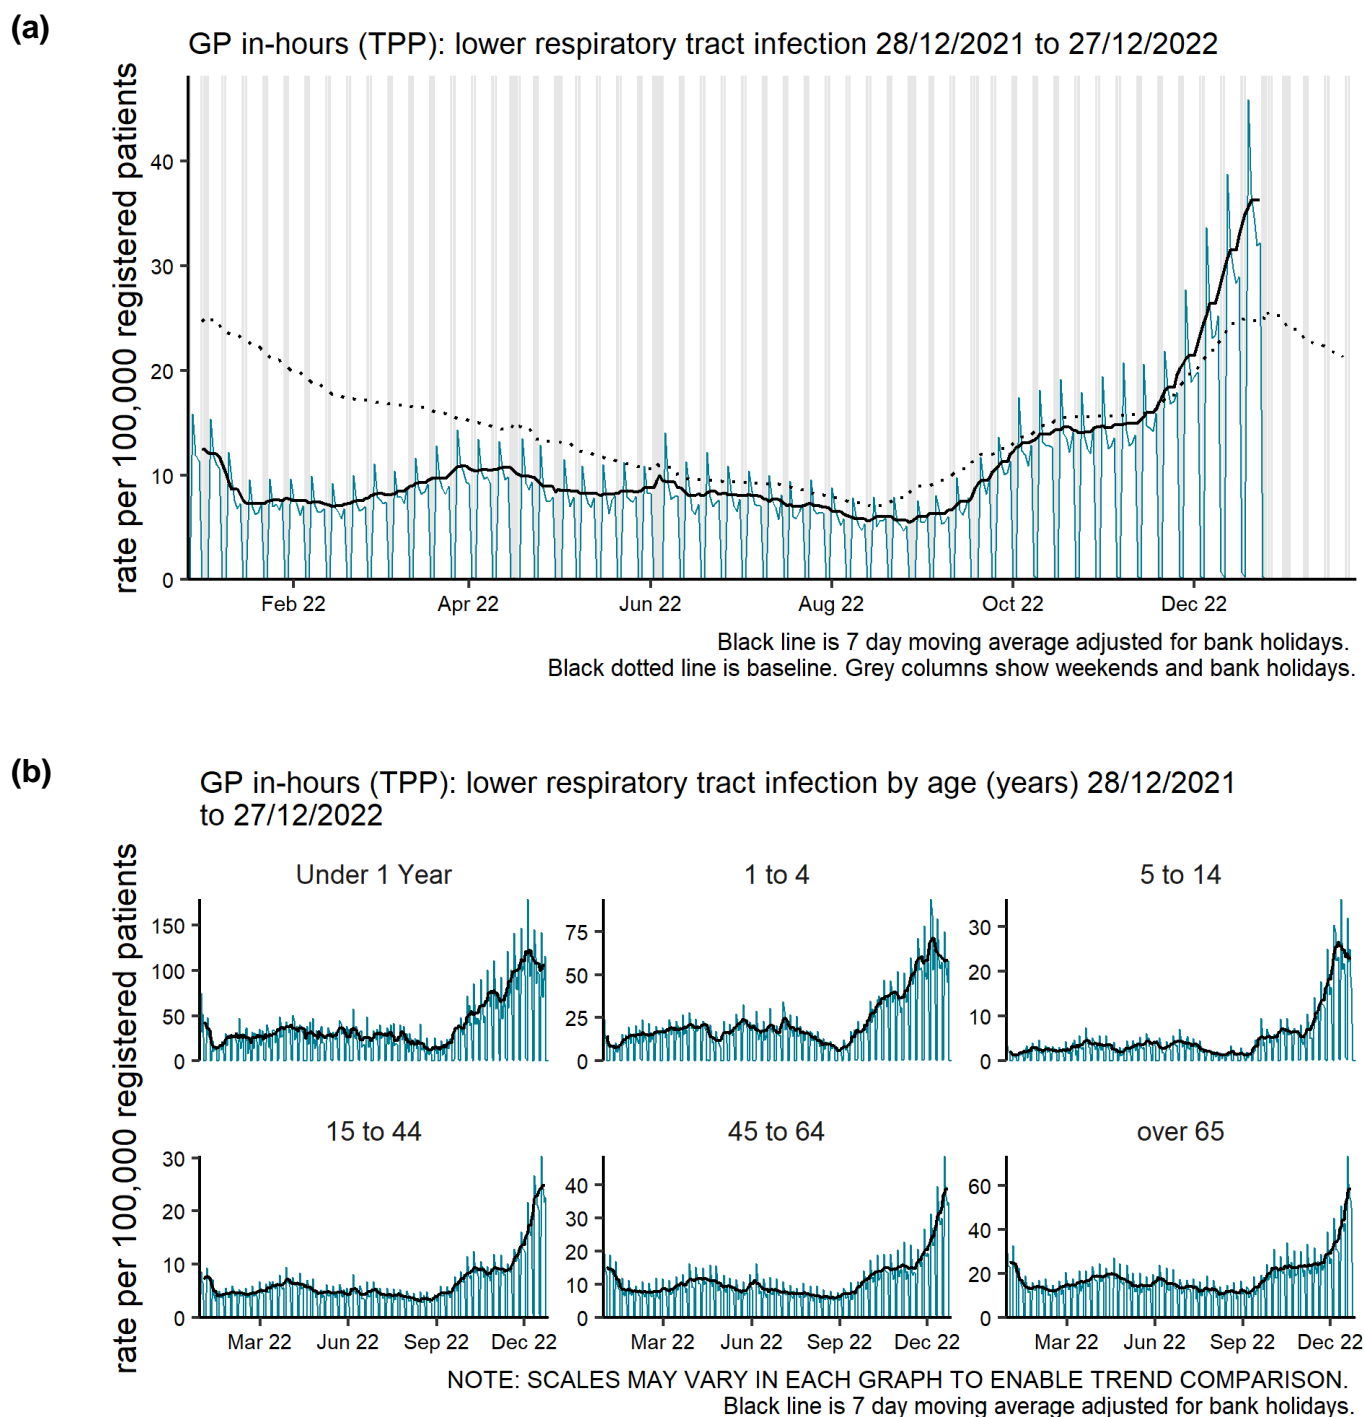 (a)
GP in-hours (TPP): lower respiratory tract infection 28/12/2021 to 27/12/2022
rate per 100,000 registered patients
40
30
20
10
0
Feb 22
Apr 22
Jun 22
Aug 22
Oct 22
Dec 22
Black line is 7 day moving average adjusted for bank holidays.
Black dotted line is baseline. Grey columns show weekends and bank holidays.
(b)
GP in-hours (TPP): lower respiratory tract infection by age (years) 28/12/2021
to 27/12/2022
rate per 100,000 registered patients
Under 1 Year
150
100
50
0
1 to 4
75
50
25
0
5 to 14
30
20
10
0
15 to 44
30
20
10
0
Mar 22
Jun 22
Sep 22
Dec 22
45 to 64
40
30
20
10
0
Mar 22
Jun 22
Sep 22
Dec 22
over 65
60
40
20
0
Mar 22
Jun 22
Sep 22
Dec 22
NOTE: SCALES MAY VARY IN EACH GRAPH TO ENABLE TREND COMPARISON.
Black line is 7 day moving average adjusted for bank holidays.